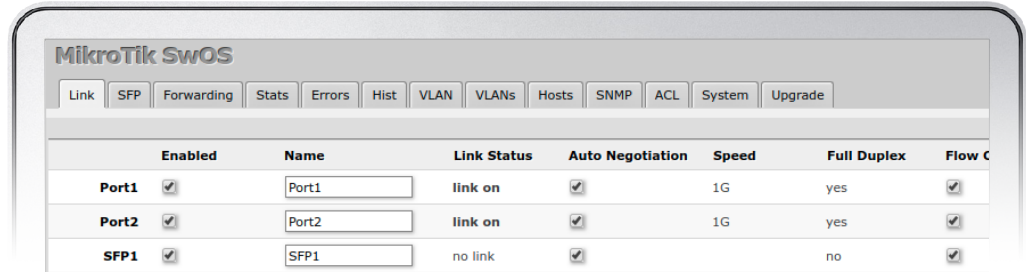 MikroTik SwOS
Link SFP Forwarding Stats Errors Hist VLAN VLANs Hosts SNMP ACL System Upgrade
Enabled Name Link Status Auto Negotiation Speed Full Duplex Flow
Port1 Port1 link on 1G yes
Port2 Port2 link on 1G yes
SFP1 SFP1 no link no